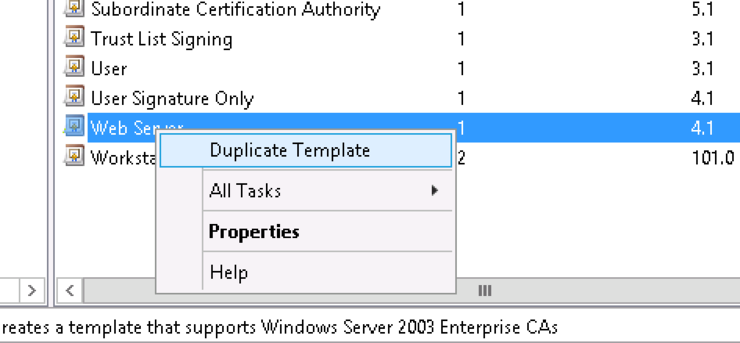 Subordinate Certification Authority 1 5.1
Trust List Signing 1 3.1
User 1 3.1
User Signature Only 1 4.1
Web Server 1 4.1
Duplicate Template
2 101.0
All Tasks
Properties
Help
reates a template that supports Windows Server 2003 Enterprise CAs